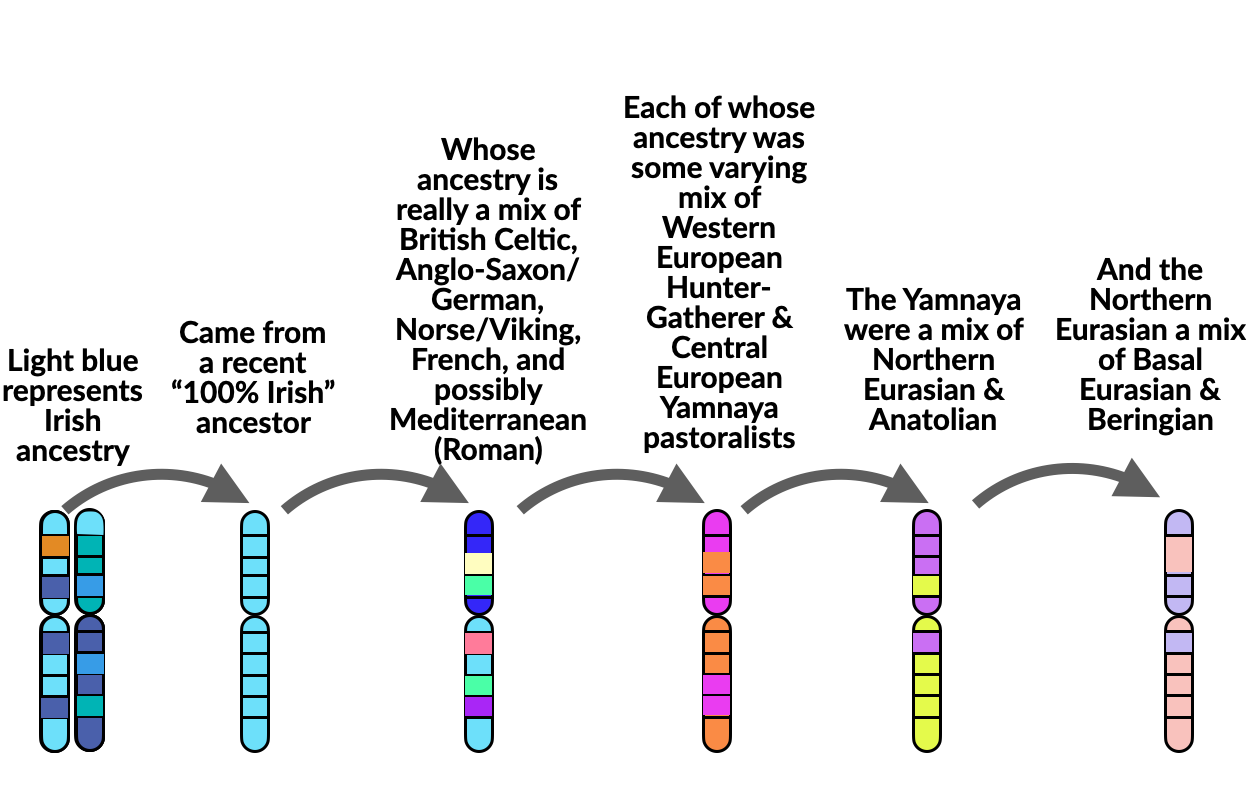 Light blue
represents
Irish
ancestry
Came from
a recent
“100% Irish”
ancestor
Whose
ancestry is
really a mix of
British Celtic,
Anglo-Saxon/
German,
Norse/Viking,
French, and
possibly
Mediterranean
(Roman)
Each of whose
ancestry was
some varying
mix of
Western
European
Hunter-
Gatherer &
Central
European
Yamnaya
pastoralists
The Yamnaya
were a mix of
Northern
Eurasian &
Anatolian
And the
Northern
Eurasian a mix
of Basal
Eurasian &
Beringian